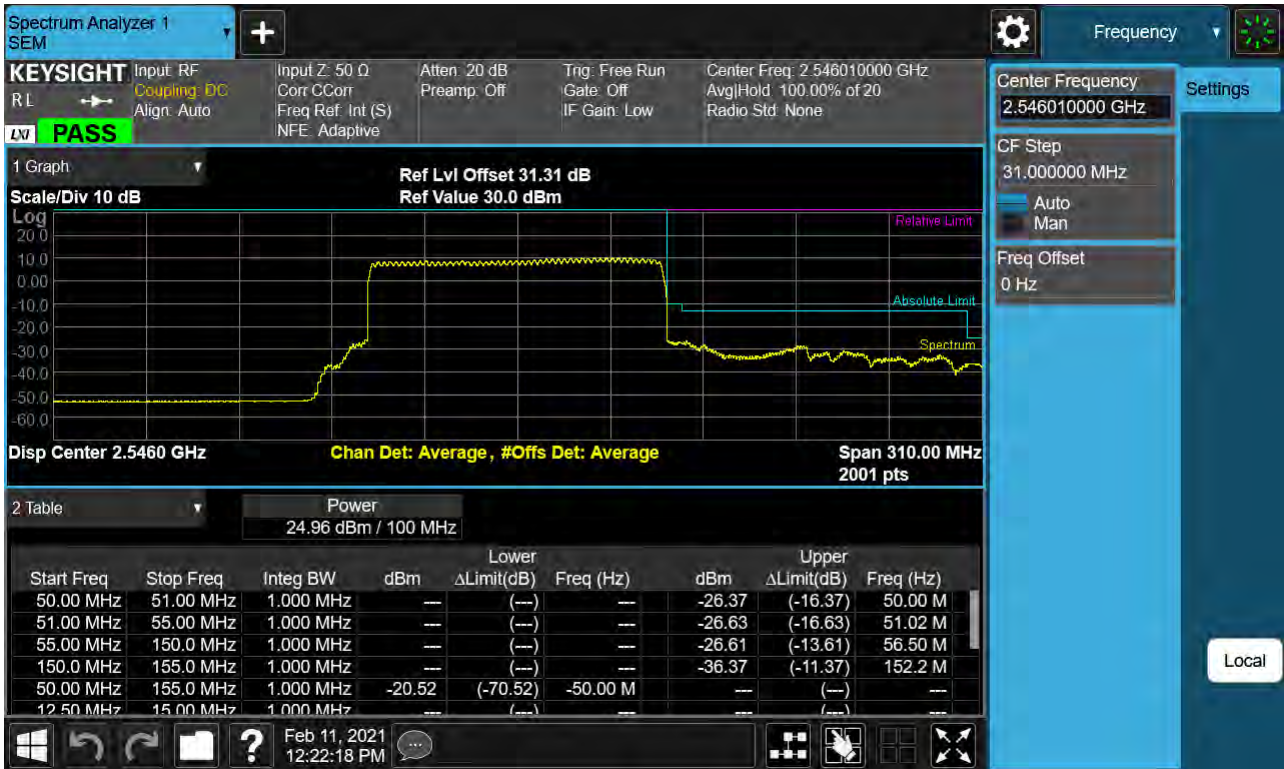 Spectrum Analyzer 1
SEM
+
Frequency
KEYSIGHT
R L
LXI
PASS
Input: RF
Coupling: DC
Align: Auto
Input Z: 50 Ω
Corr CCorr
Freq Ref: Int (S)
NFE: Adaptive
Atten: 20 dB
Preamp: Off
Trig: Free Run
Gate: Off
IF Gain: Low
Center Freq: 2.546010000 GHz
Avg|Hold: 100.00% of 20
Radio Std: None
Center Frequency
2.546010000 GHz
Settings
CF Step
31.000000 MHz
Auto
Man
Freq Offset
0 Hz
Local
1 Graph
Scale/Div 10 dB
Ref Lvl Offset 31.31 dB
Ref Value 30.0 dBm
Log
20.0
10.0
0.00
-10.0
-20.0
-30.0
-40.0
-50.0
-60.0
Relative Limit
Absolute Limit
Spectrum
Disp Center 2.5460 GHz
Chan Det: Average, #Offs Det: Average
Span 310.00 MHz
2001 pts
2 Table
Power
24.96 dBm / 100 MHz
Lower Upper
Start Freq Stop Freq Integ BW dBm ΔLimit(dB) Freq (Hz) dBm ΔLimit(dB) Freq (Hz)
50.00 MHz 51.00 MHz 1.000 MHz --- (---) --- -26.37 (-16.37) 50.00 M
51.00 MHz 55.00 MHz 1.000 MHz --- (---) --- -26.63 (-16.63) 51.02 M
55.00 MHz 150.0 MHz 1.000 MHz --- (---) --- -26.61 (-13.61) 56.50 M
150.0 MHz 155.0 MHz 1.000 MHz --- (---) --- -36.37 (-11.37) 152.2 M
50.00 MHz 155.0 MHz 1.000 MHz -20.52 (-70.52) -50.00 M --- (---) ---
12.50 MHz 15.00 MHz 1.000 MHz --- (---) --- --- (---) ---
?
Feb 11, 2021
12:22:18 PM